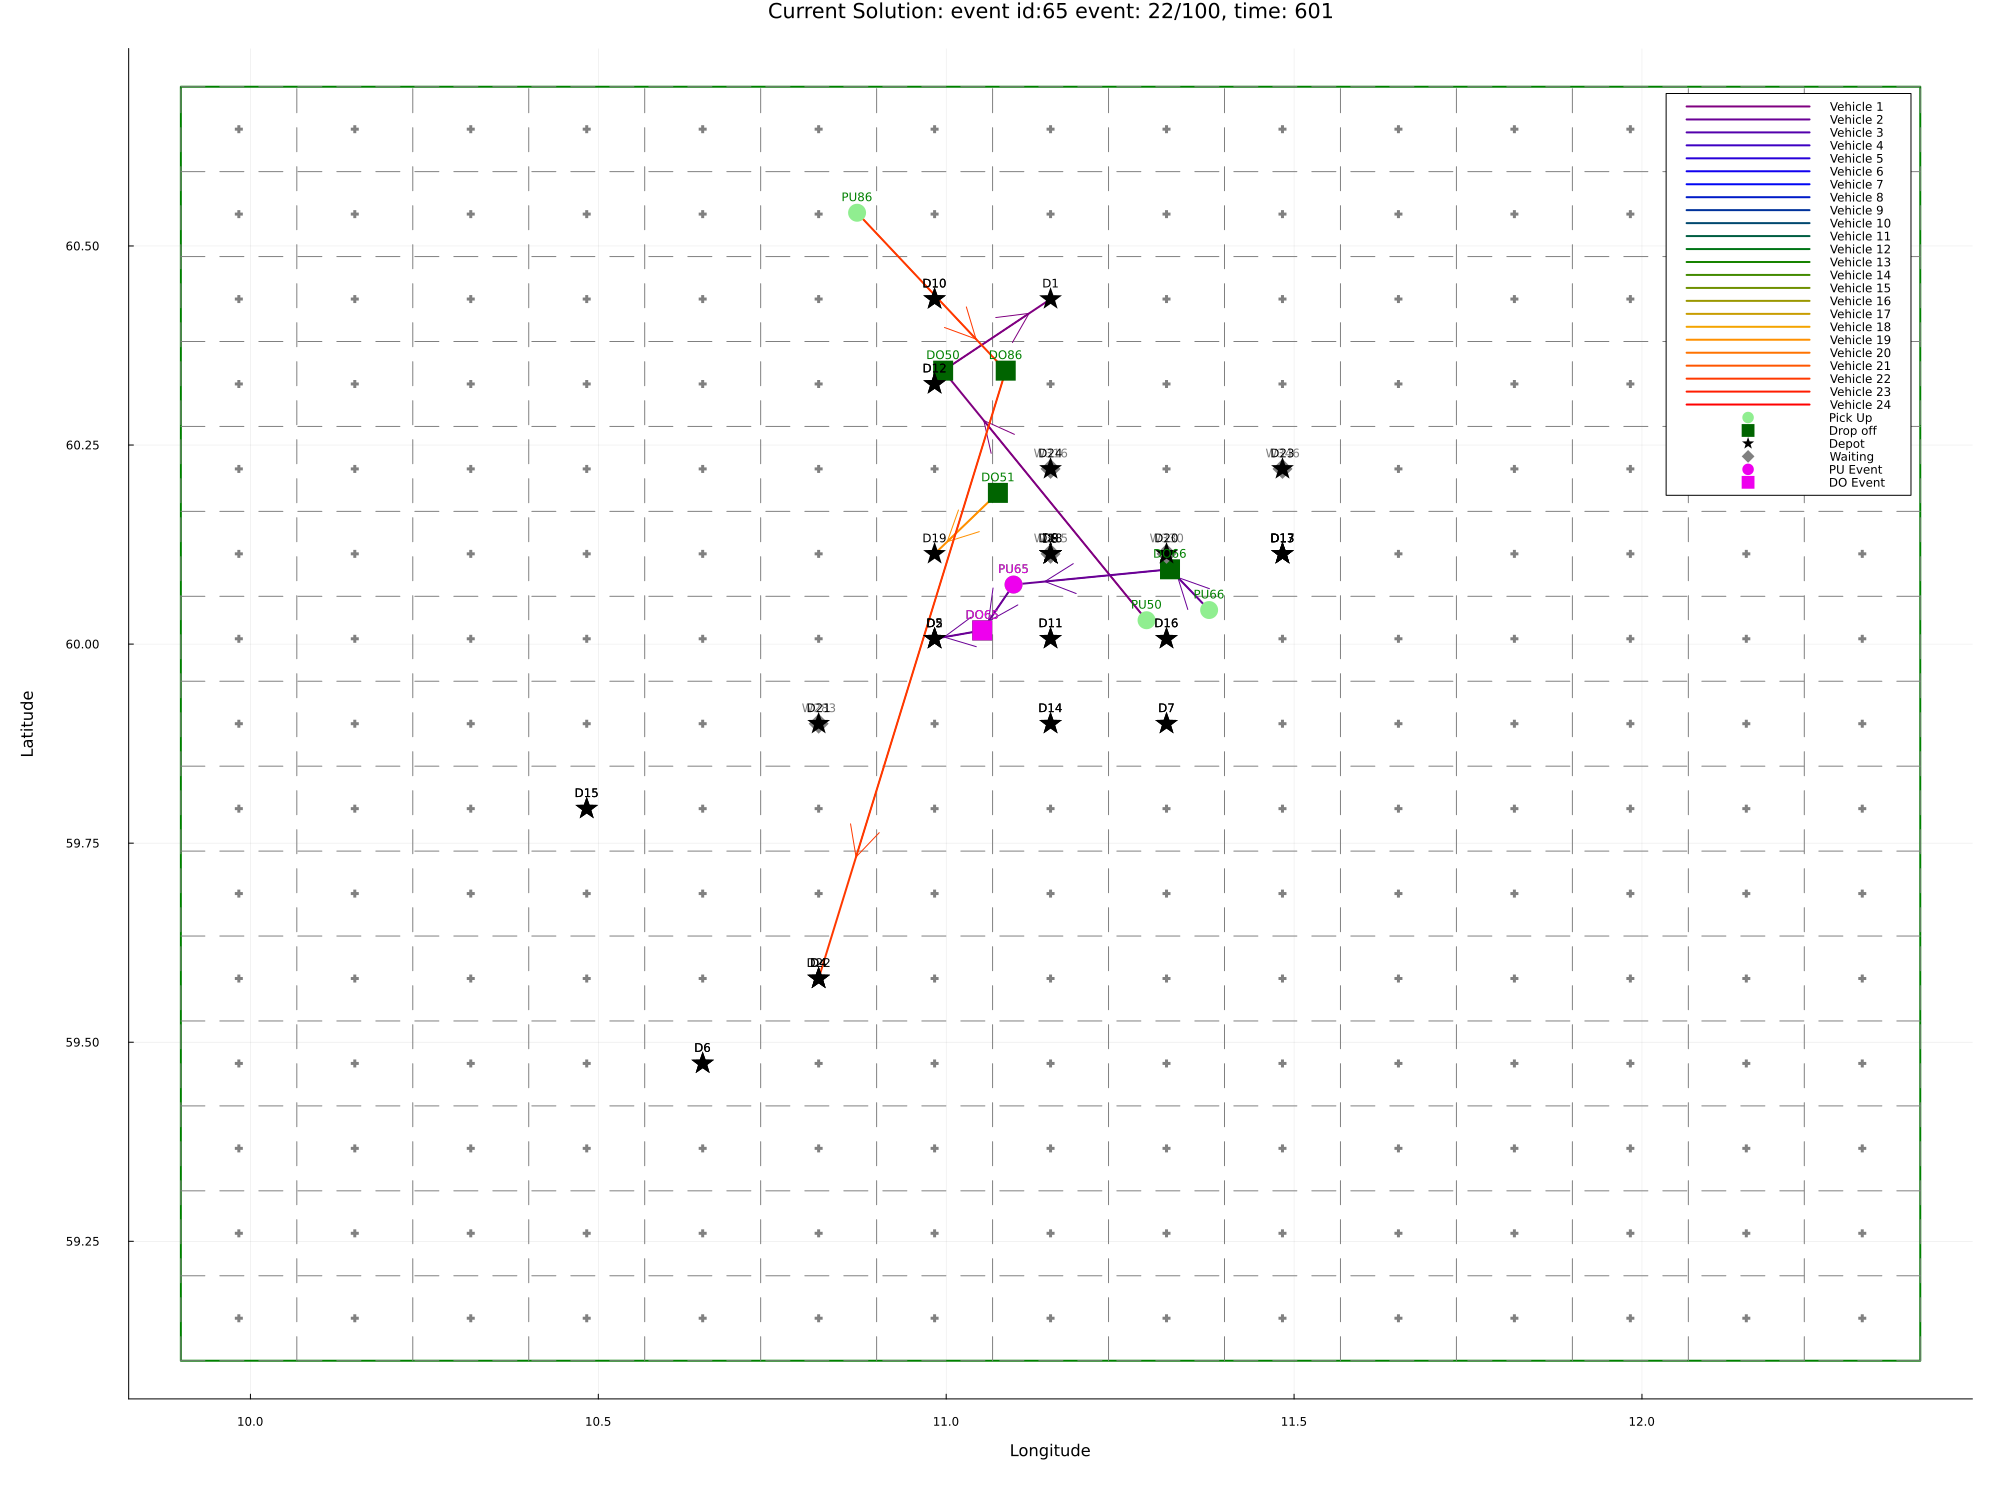 Current Solution: event id:65 event: 22/100, time: 601
Vehicle 1
Vehicle 2
Vehicle 3
Vehicle 4
Vehicle 5
Vehicle 6
Vehicle 7
Vehicle 8
Vehicle 9
Vehicle 10
Vehicle 11
Vehicle 12
Vehicle 13
Vehicle 14
Vehicle 15
Vehicle 16
Vehicle 17
Vehicle 18
Vehicle 19
Vehicle 20
Vehicle 21
Vehicle 22
Vehicle 23
Vehicle 24
Pick Up
Drop off
Depot
Waiting
PU Event
DO Event
PU86
60.50
D10
D1
DO50
DO86
D12
60.25
D24
D23
DO51
D19
D20
PU65
PU66
PU50
DO65
D11
D16
60.00
D21
D14
D7
D15
59.75
D6
59.50
59.25
10.0
10.5
11.0
11.5
12.0
Longitude
Latitude